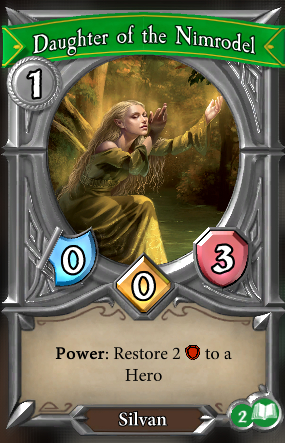 Daughter of the Nimrodel
1
0
0
3
Power: Restore 2 to a
Hero
Silvan
2